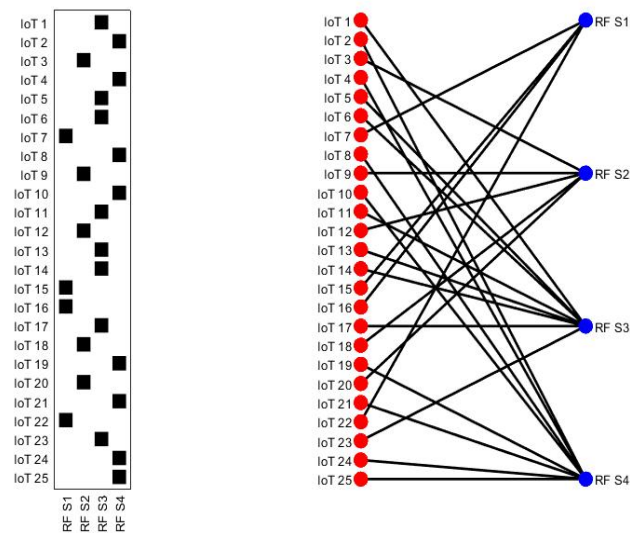 IoT 1
IoT 2
IoT 3
IoT 4
IoT 5
IoT 6
IoT 7
IoT 8
IoT 9
IoT 10
IoT 11
IoT 12
IoT 13
IoT 14
IoT 15
IoT 16
IoT 17
IoT 18
IoT 19
IoT 20
IoT 21
IoT 22
IoT 23
IoT 24
IoT 25
RF S1
RF S2
RF S3
RF S4
IoT 1
IoT 2
IoT 3
IoT 4
IoT 5
IoT 6
IoT 7
IoT 8
IoT 9
IoT 10
IoT 11
IoT 12
IoT 13
IoT 14
IoT 15
IoT 16
IoT 17
IoT 18
IoT 19
IoT 20
IoT 21
IoT 22
IoT 23
IoT 24
IoT 25
RF S1
RF S2
RF S3
RF S4